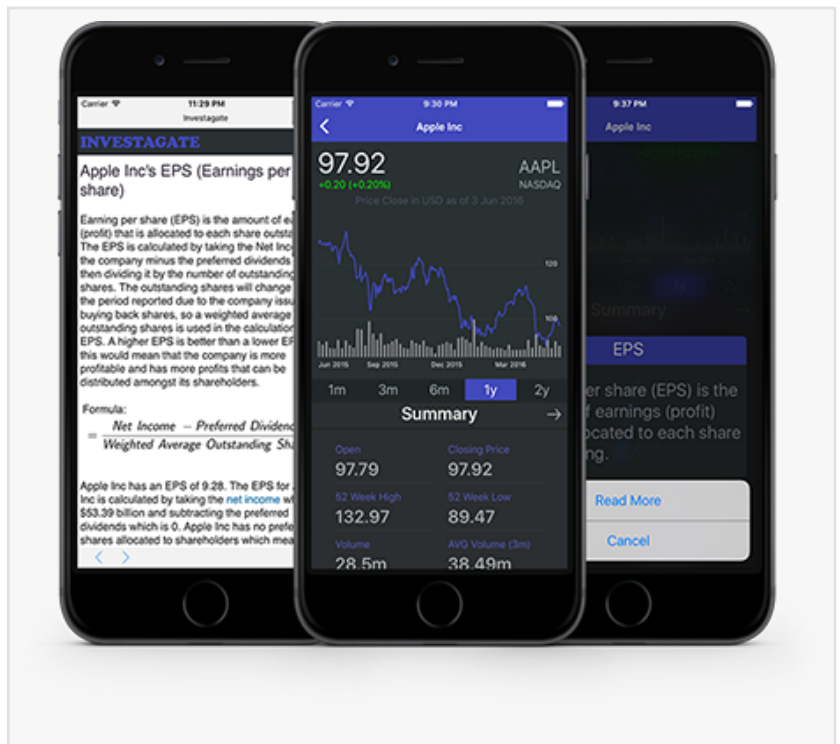 Carrier
11:29 PM
Investagate
INVESTAGATE
Apple Inc's EPS (Earnings per
share)
Earning per share (EPS) is the amount of
(profit) that is allocated to each share
The EPS is calculated by taking the Net
the company minus the preferred dividends
then dividing it by the number of outstanding
shares. The outstanding shares will change
the period reported due to the company
buying back shares, so a weighted average
outstanding shares is used in the calculation
EPS. A higher EPS is better than a lower
this would mean that the company is more
profitable and has more profits that can be
distributed amongst its shareholders.
Formula:
= Net Income − Preferred
Weighted Average Outstanding
Apple Inc has an EPS of 9.28. The EPS for
Inc is calculated by taking the net income
$53.39 billion and subtracting the preferred
dividends which is 0. Apple Inc has no
shares allocated to shareholders which
Carrier
9:30 PM
Apple Inc
97.92
AAPL
+0.20 (+0.20%)
NASDAQ
Price Close in USD as of 3 Jun 2016
120
100
Jun 2015 Sep 2015 Dec 2015 Mar 2016
1m 3m 6m 1y 2y
Summary →
Open Closing Price
97.79 97.92
52 Week High 52 Week Low
132.97 89.47
Volume AVG Volume (3m)
28.5m 38.49m
9:37 PM
Apple Inc
1y 2y
Summary
EPS
share (EPS) is the
earnings (profit)
to each share
Read More
Cancel